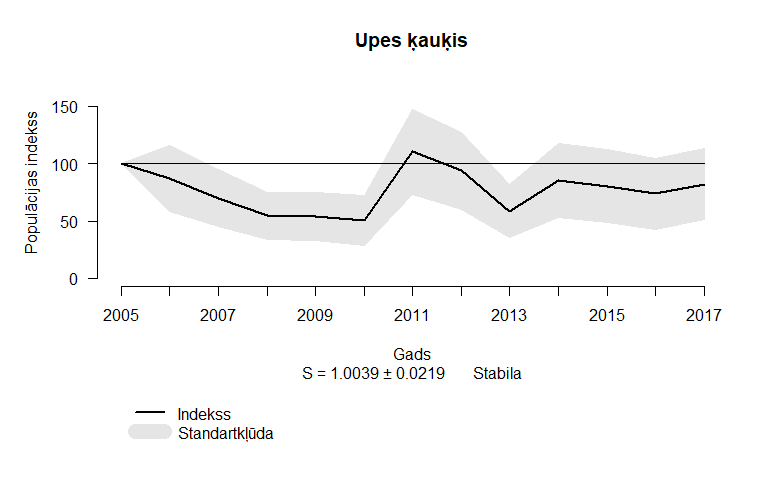 Upes ķauķis
Populācijas indekss
150
100
50
0
2005 2007 2009 2011 2013 2015 2017
Gads
S = 1.0039 ± 0.0219 Stabila
Indekss
Standartkļūda